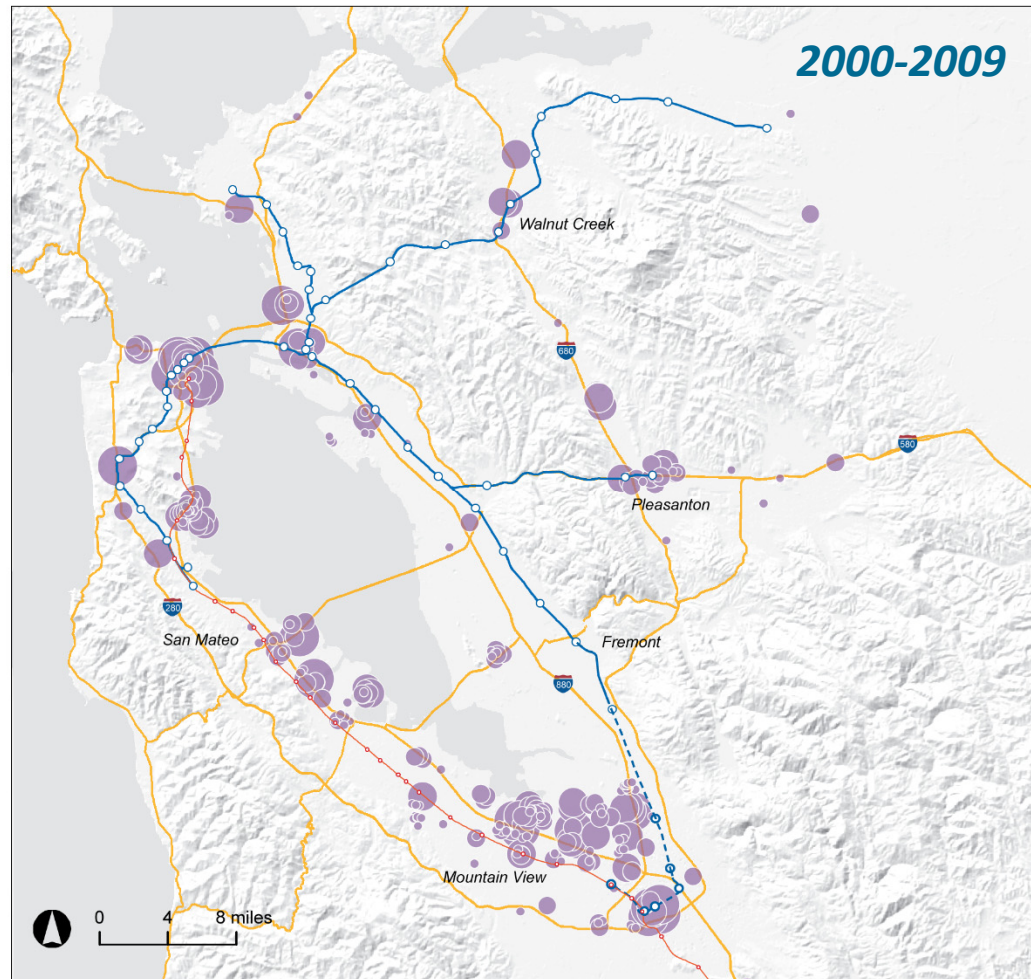 2000-2009
Walnut Creek
680
580
Pleasanton
280
San Mateo
Fremont
880
Mountain View
0 4 8 miles